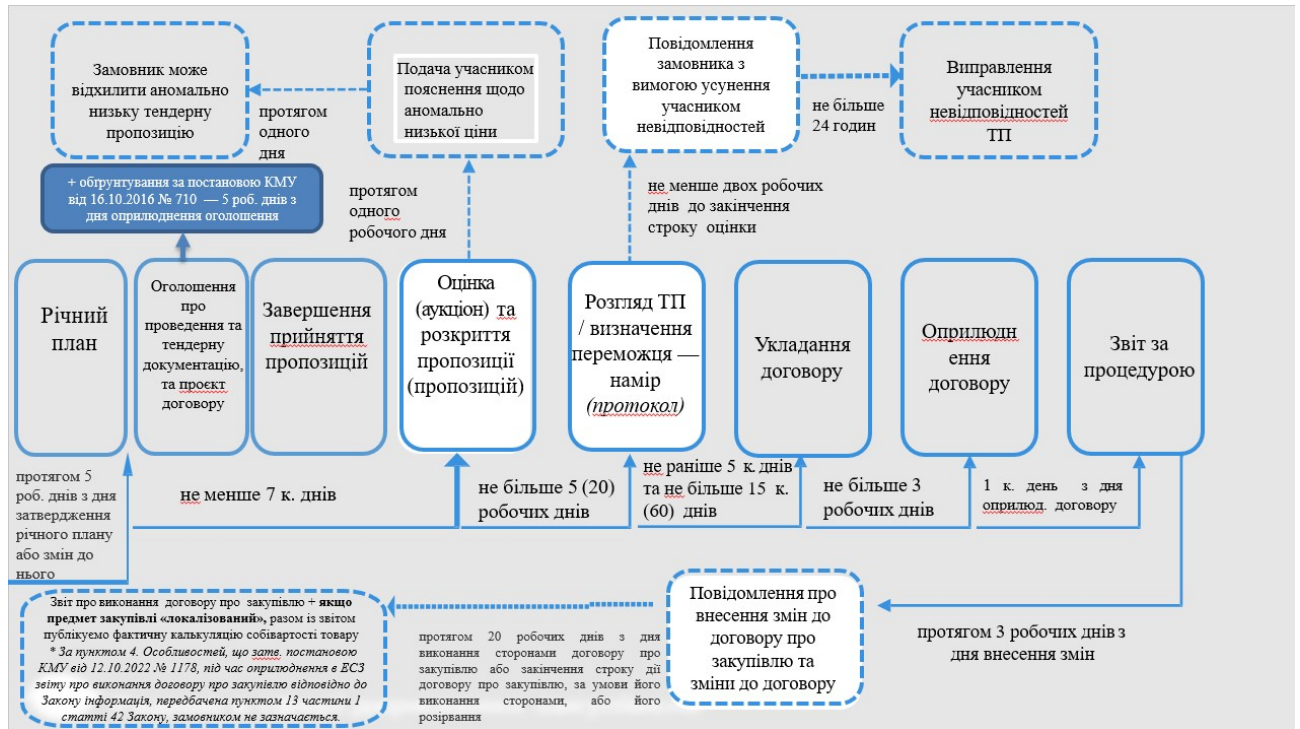 Замовник може
відхилити аномально
низьку тендерну
пропозицію
протягом
одного
дня
Подача учасником
пояснення щодо
аномально
низької ціни
Повідомлення
замовника з
вимогою усунення
учасником
невідповідностей
не більше
24 годин
Виправлення
учасником
невідповідностей
ТП
+ обґрунтування за постановою КМУ
від 16.10.2016 № 710 — 5 роб. днів з
дня оприлюднення оголошення
протягом
одного
робочого дня
не менше двох робочих
днів до закінчення
строку оцінки
Річний
план
Оголошення
про
проведення та
тендерну
документацію,
та проєкт
договору
Завершення
прийняття
пропозицій
Оцінка
(аукціон) та
розкриття
пропозиції
(пропозицій)
Розгляд ТП
/ визначення
переможця —
намір
(протокол)
Укладання
договору
Оприлюдн
ення
договору
Звіт за
процедурою
протягом 5
роб. днів з дня
затвердження
річного плану
або змін до
нього
не менше 7 к. днів
не більше 5 (20)
робочих днів
не раніше 5 к. днів
та не більше 15 к.
(60) днів
не більше 3
робочих днів
1 к. день з дня
оприлюд. договору
Звіт про виконання договору про закупівлю + якщо
предмет закупівлі «локалізований», разом із звітом
публікуємо фактичну калькуляцію собівартості товару
* За пунктом 4. Особливостей, що затв. постановою
КМУ від 12.10.2022 № 1178, під час оприлюднення в ЕСЗ
звіту про виконання договору про закупівлю відповідно до
Закону інформація, передбачена пунктом 13 частини 1
статті 42 Закону, замовником не зазначається.
протягом 20 робочих днів з дня
виконання сторонами договору про
закупівлю або закінчення строку дії
договору про закупівлю, за умови його
виконання сторонами, або його
розірвання
Повідомлення про
внесення змін до
договору про
закупівлю та
зміни до договору
протягом 3 робочих днів з
дня внесення змін